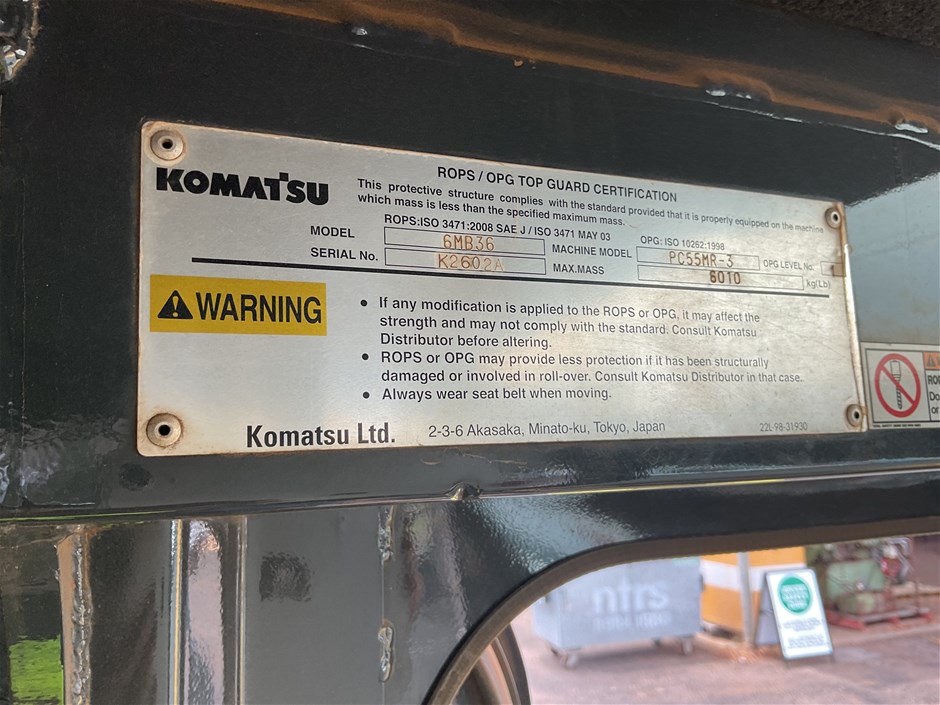 KOMATSU
ROPS / OPG TOP GUARD CERTIFICATION
This protective structure complies with the standard provided that it is properly equipped on the machine
which mass is less than the specified maximum mass.
ROPS:ISO 3471:2008 SAE J / ISO 3471 MAY 03
OPG: ISO 10262:1998
MODEL 6MB36 MACHINE MODEL PC55MR-3 OPG LEVEL No.
SERIAL No. K2602A MAX.MASS 6010 kg(Lb)
WARNING
• If any modification is applied to the ROPS or OPG, it may affect the
strength and may not comply with the standard. Consult Komatsu
Distributor before altering.
• ROPS or OPG may provide less protection if it has been structurally
damaged or involved in roll-over. Consult Komatsu Distributor in that case.
• Always wear seat belt when moving.
Komatsu Ltd. 2-3-6 Akasaka, Minato-ku, Tokyo, Japan 22L-98-31930
ROP
Do
or
ntrs